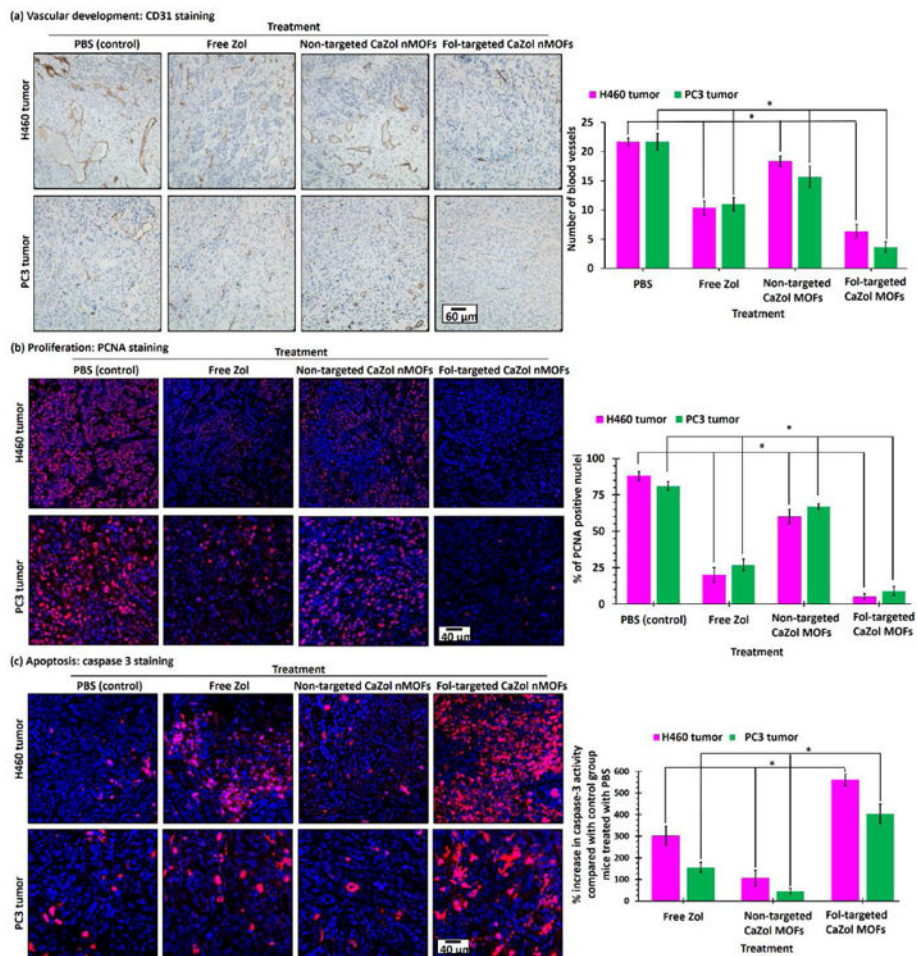 (a) Vascular development: CD31 staining
Treatment
PBS (control) Free Zol Non-targeted CaZol nMOFs Fol-targeted CaZol nMOFs
H460 tumor
PC3 tumor
60 µm
H460 tumor PC3 tumor
* *
Number of blood vessels
25
20
15
10
5
0
PBS Free Zol Non-targeted CaZol MOFs Fol-targeted CaZol MOFs
Treatment
(b) Proliferation: PCNA staining
Treatment
PBS (control) Free Zol Non-targeted CaZol nMOFs Fol-targeted CaZol nMOFs
H460 tumor
PC3 tumor
40 µm
H460 tumor PC3 tumor
* *
% of PCNA positive nuclei
100
75
50
25
0
PBS (control) Free Zol Non-targeted CaZol MOFs Fol-targeted CaZol MOFs
Treatment
(c) Apoptosis: caspase 3 staining
Treatment
PBS (control) Free Zol Non-targeted CaZol nMOFs Fol-targeted CaZol nMOFs
H460 tumor
PC3 tumor
40 µm
H460 tumor PC3 tumor
* *
% increase in caspase-3 activity
compared with control group
mice treated with PBS
600
500
400
300
200
100
0
Free Zol Non-targeted CaZol MOFs Fol-targeted CaZol MOFs
Treatment